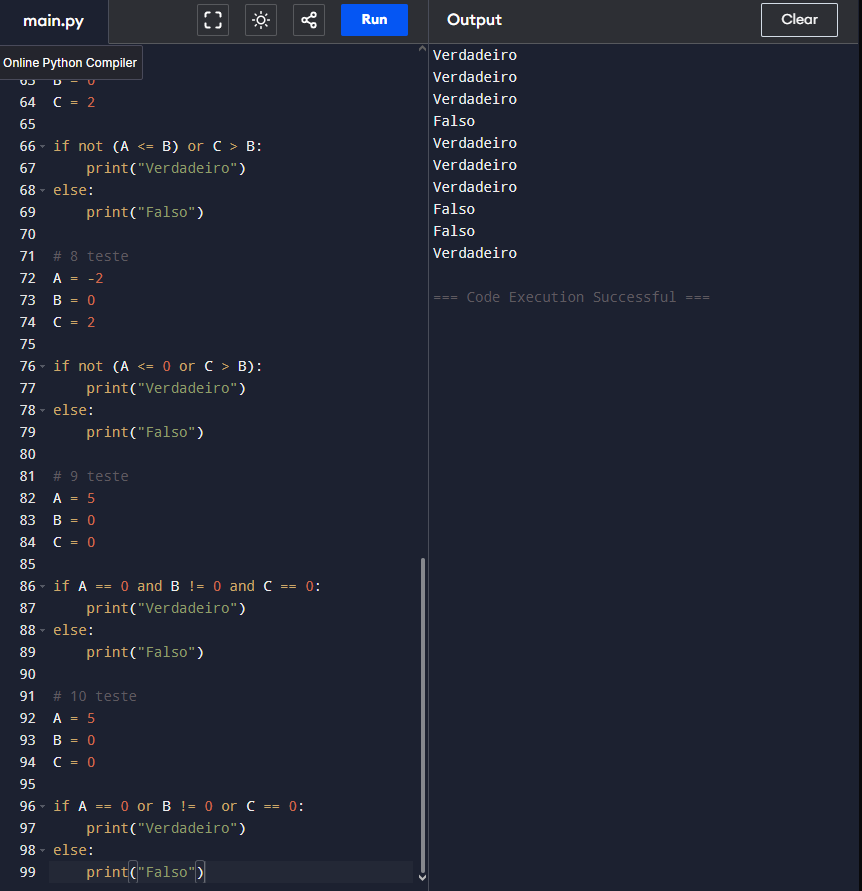 main.py
Run
Output
Clear
Online Python Compiler
63 B = 0
64 C = 2
65
66 if not (A <= B) or C > B:
67     print("Verdadeiro")
68 else:
69     print("Falso")
70
71 # 8 teste
72 A = -2
73 B = 0
74 C = 2
75
76 if not (A <= 0 or C > B):
77     print("Verdadeiro")
78 else:
79     print("Falso")
80
81 # 9 teste
82 A = 5
83 B = 0
84 C = 0
85
86 if A == 0 and B != 0 and C == 0:
87     print("Verdadeiro")
88 else:
89     print("Falso")
90
91 # 10 teste
92 A = 5
93 B = 0
94 C = 0
95
96 if A == 0 or B != 0 or C == 0:
97     print("Verdadeiro")
98 else:
99     print("Falso")
Verdadeiro
Verdadeiro
Verdadeiro
Falso
Verdadeiro
Verdadeiro
Verdadeiro
Falso
Falso
Verdadeiro
=== Code Execution Successful ===